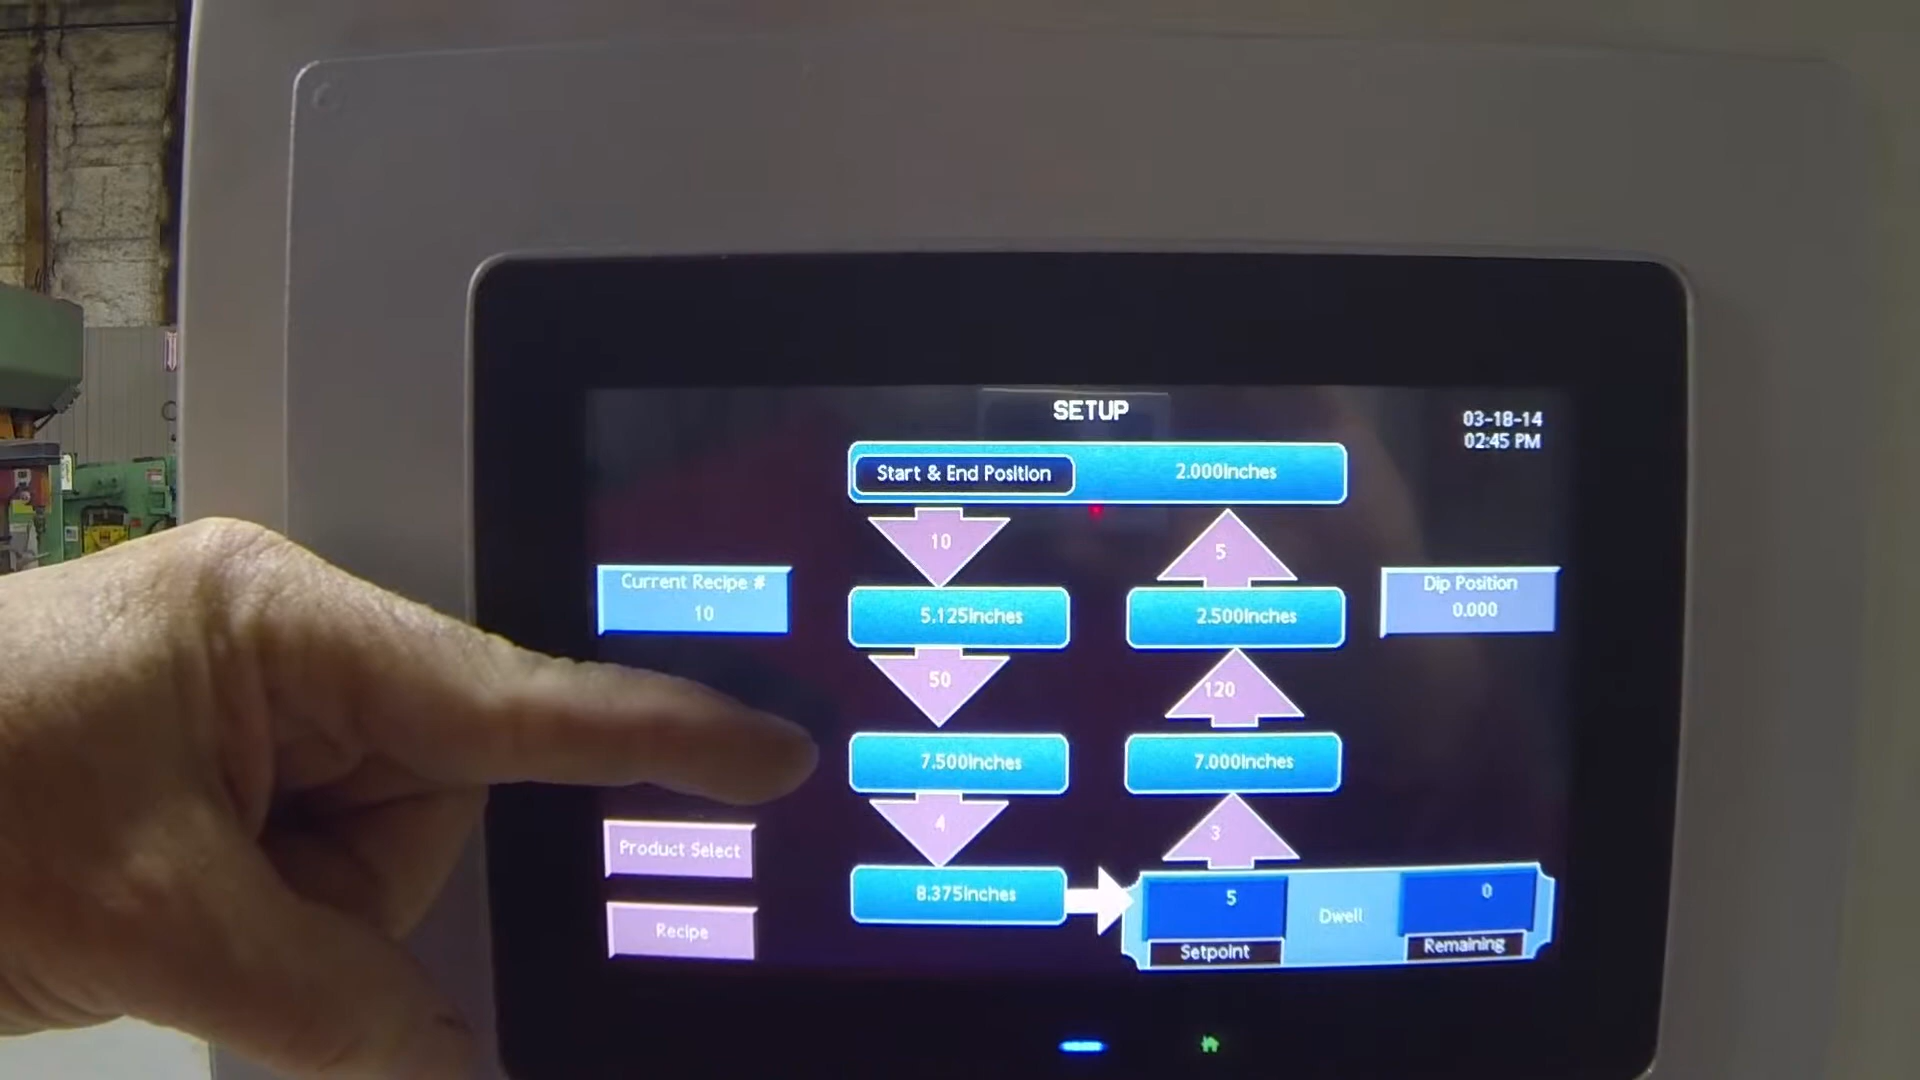 SETUP
03-18-14
02:45 PM
Start & End Position
2.000inches
10
5
Current Recipe #
10
5.125inches
2.500inches
Dip Position
0.000
50
120
7.500inches
7.000inches
4
3
Product Select
8.375inches
5
Dwell
0
Recipe
Setpoint
Remaining